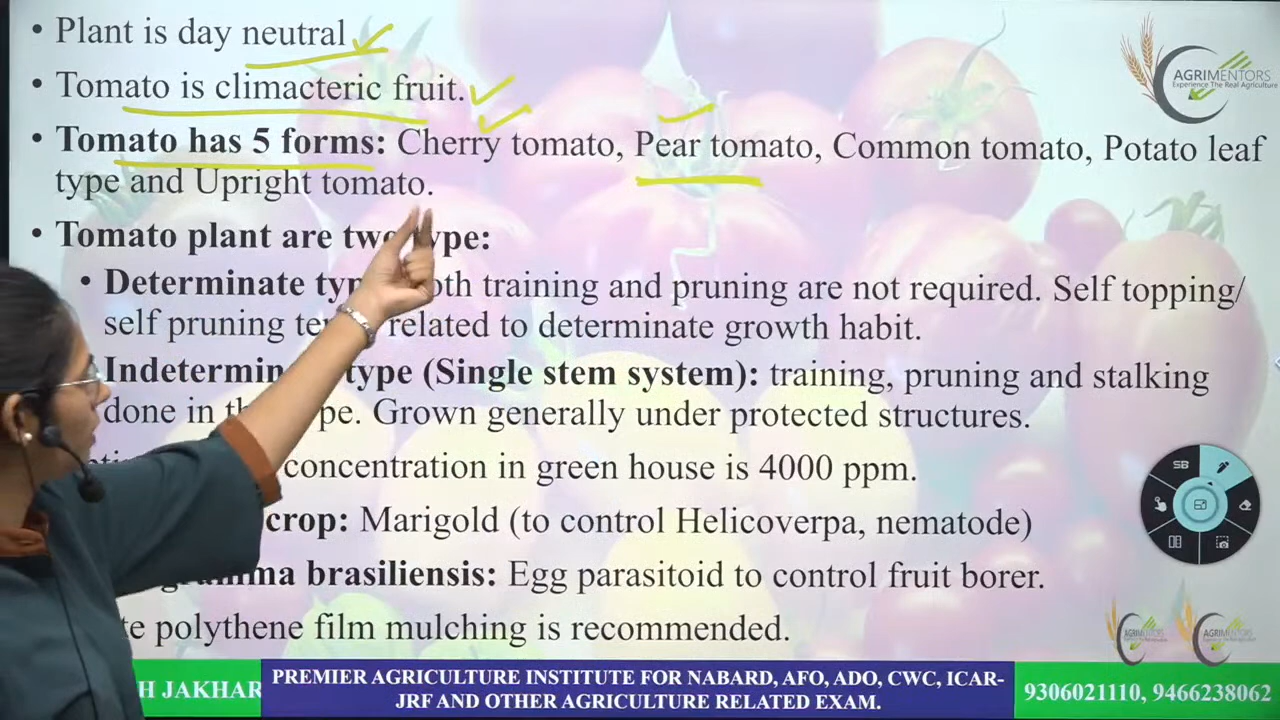 • Plant is day neutral
• Tomato is climacteric fruit.
AGRIMENTORS
Experience The Real Agriculture
• Tomato has 5 forms: Cherry tomato, Pear tomato, Common tomato, Potato leaf
type and Upright tomato.
• Tomato plant are two type:
• Determinate both training and pruning are not required. Self topping/
self pruning related to determinate growth habit.
Indeterminate type (Single stem system): training, pruning and stalking
done in Grown generally under protected structures.
concentration in green house is 4000 ppm.
SB
crop: Marigold (to control Helicoverpa, nematode)
brasiliensis: Egg parasitoid to control fruit borer.
polythene film mulching is recommended.
AGRIMENTORS
AGRIMENTORS
H JAKHAR
PREMIER AGRICULTURE INSTITUTE FOR NABARD, AFO, ADO, CWC, ICAR-
JRF AND OTHER AGRICULTURE RELATED EXAM.
9306021110, 9466238062